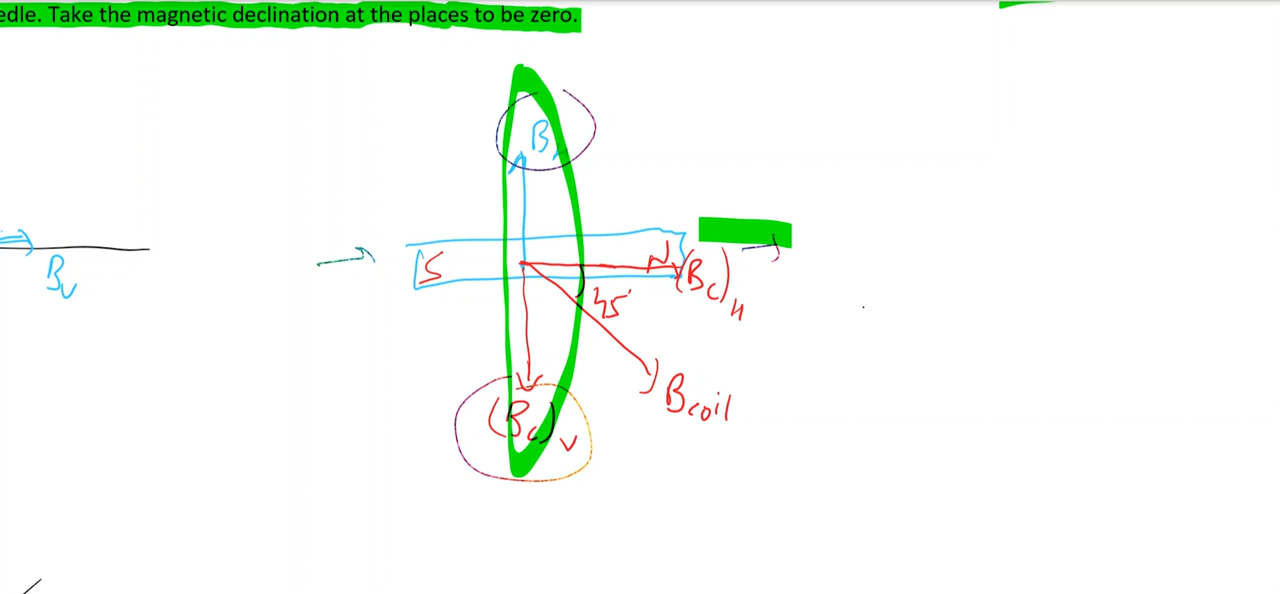 edle. Take the magnetic declination at the places to be zero.
B
S
N
(Bc)H
45°
Bv
Bcoil
(Bc)v